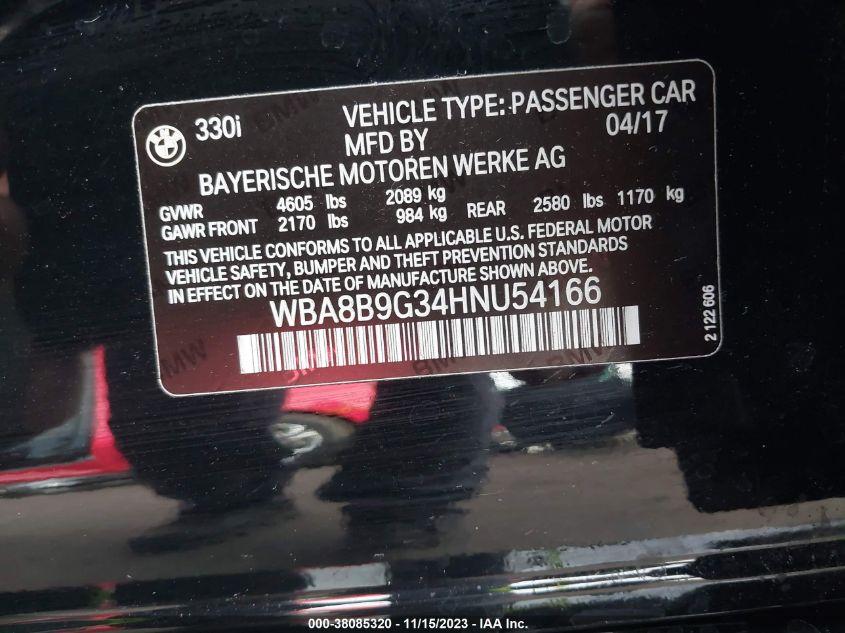 330i VEHICLE TYPE: PASSENGER CAR
MFD BY 04/17
BAYERISCHE MOTOREN WERKE AG
GVWR 4605 lbs 2089 kg
GAWR FRONT 2170 lbs 984 kg REAR 2580 lbs 1170 kg
THIS VEHICLE CONFORMS TO ALL APPLICABLE U.S. FEDERAL MOTOR
VEHICLE SAFETY, BUMPER AND THEFT PREVENTION STANDARDS
IN EFFECT ON THE DATE OF MANUFACTURE SHOWN ABOVE.
WBA8B9G34HNU54166
2 122 606
BMW
BMW
BMW
000-38085320 - 11/15/2023 - IAA Inc.